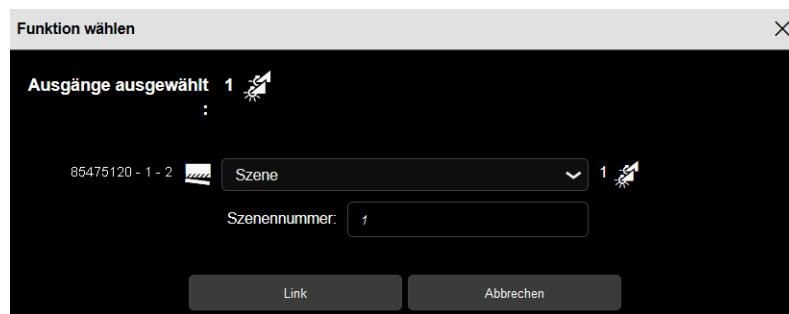 Funktion wählen
Ausgänge ausgewählt 1
:
85475120 - 1 - 2 Szene 1
Szenennummer: 1
Link Abbrechen